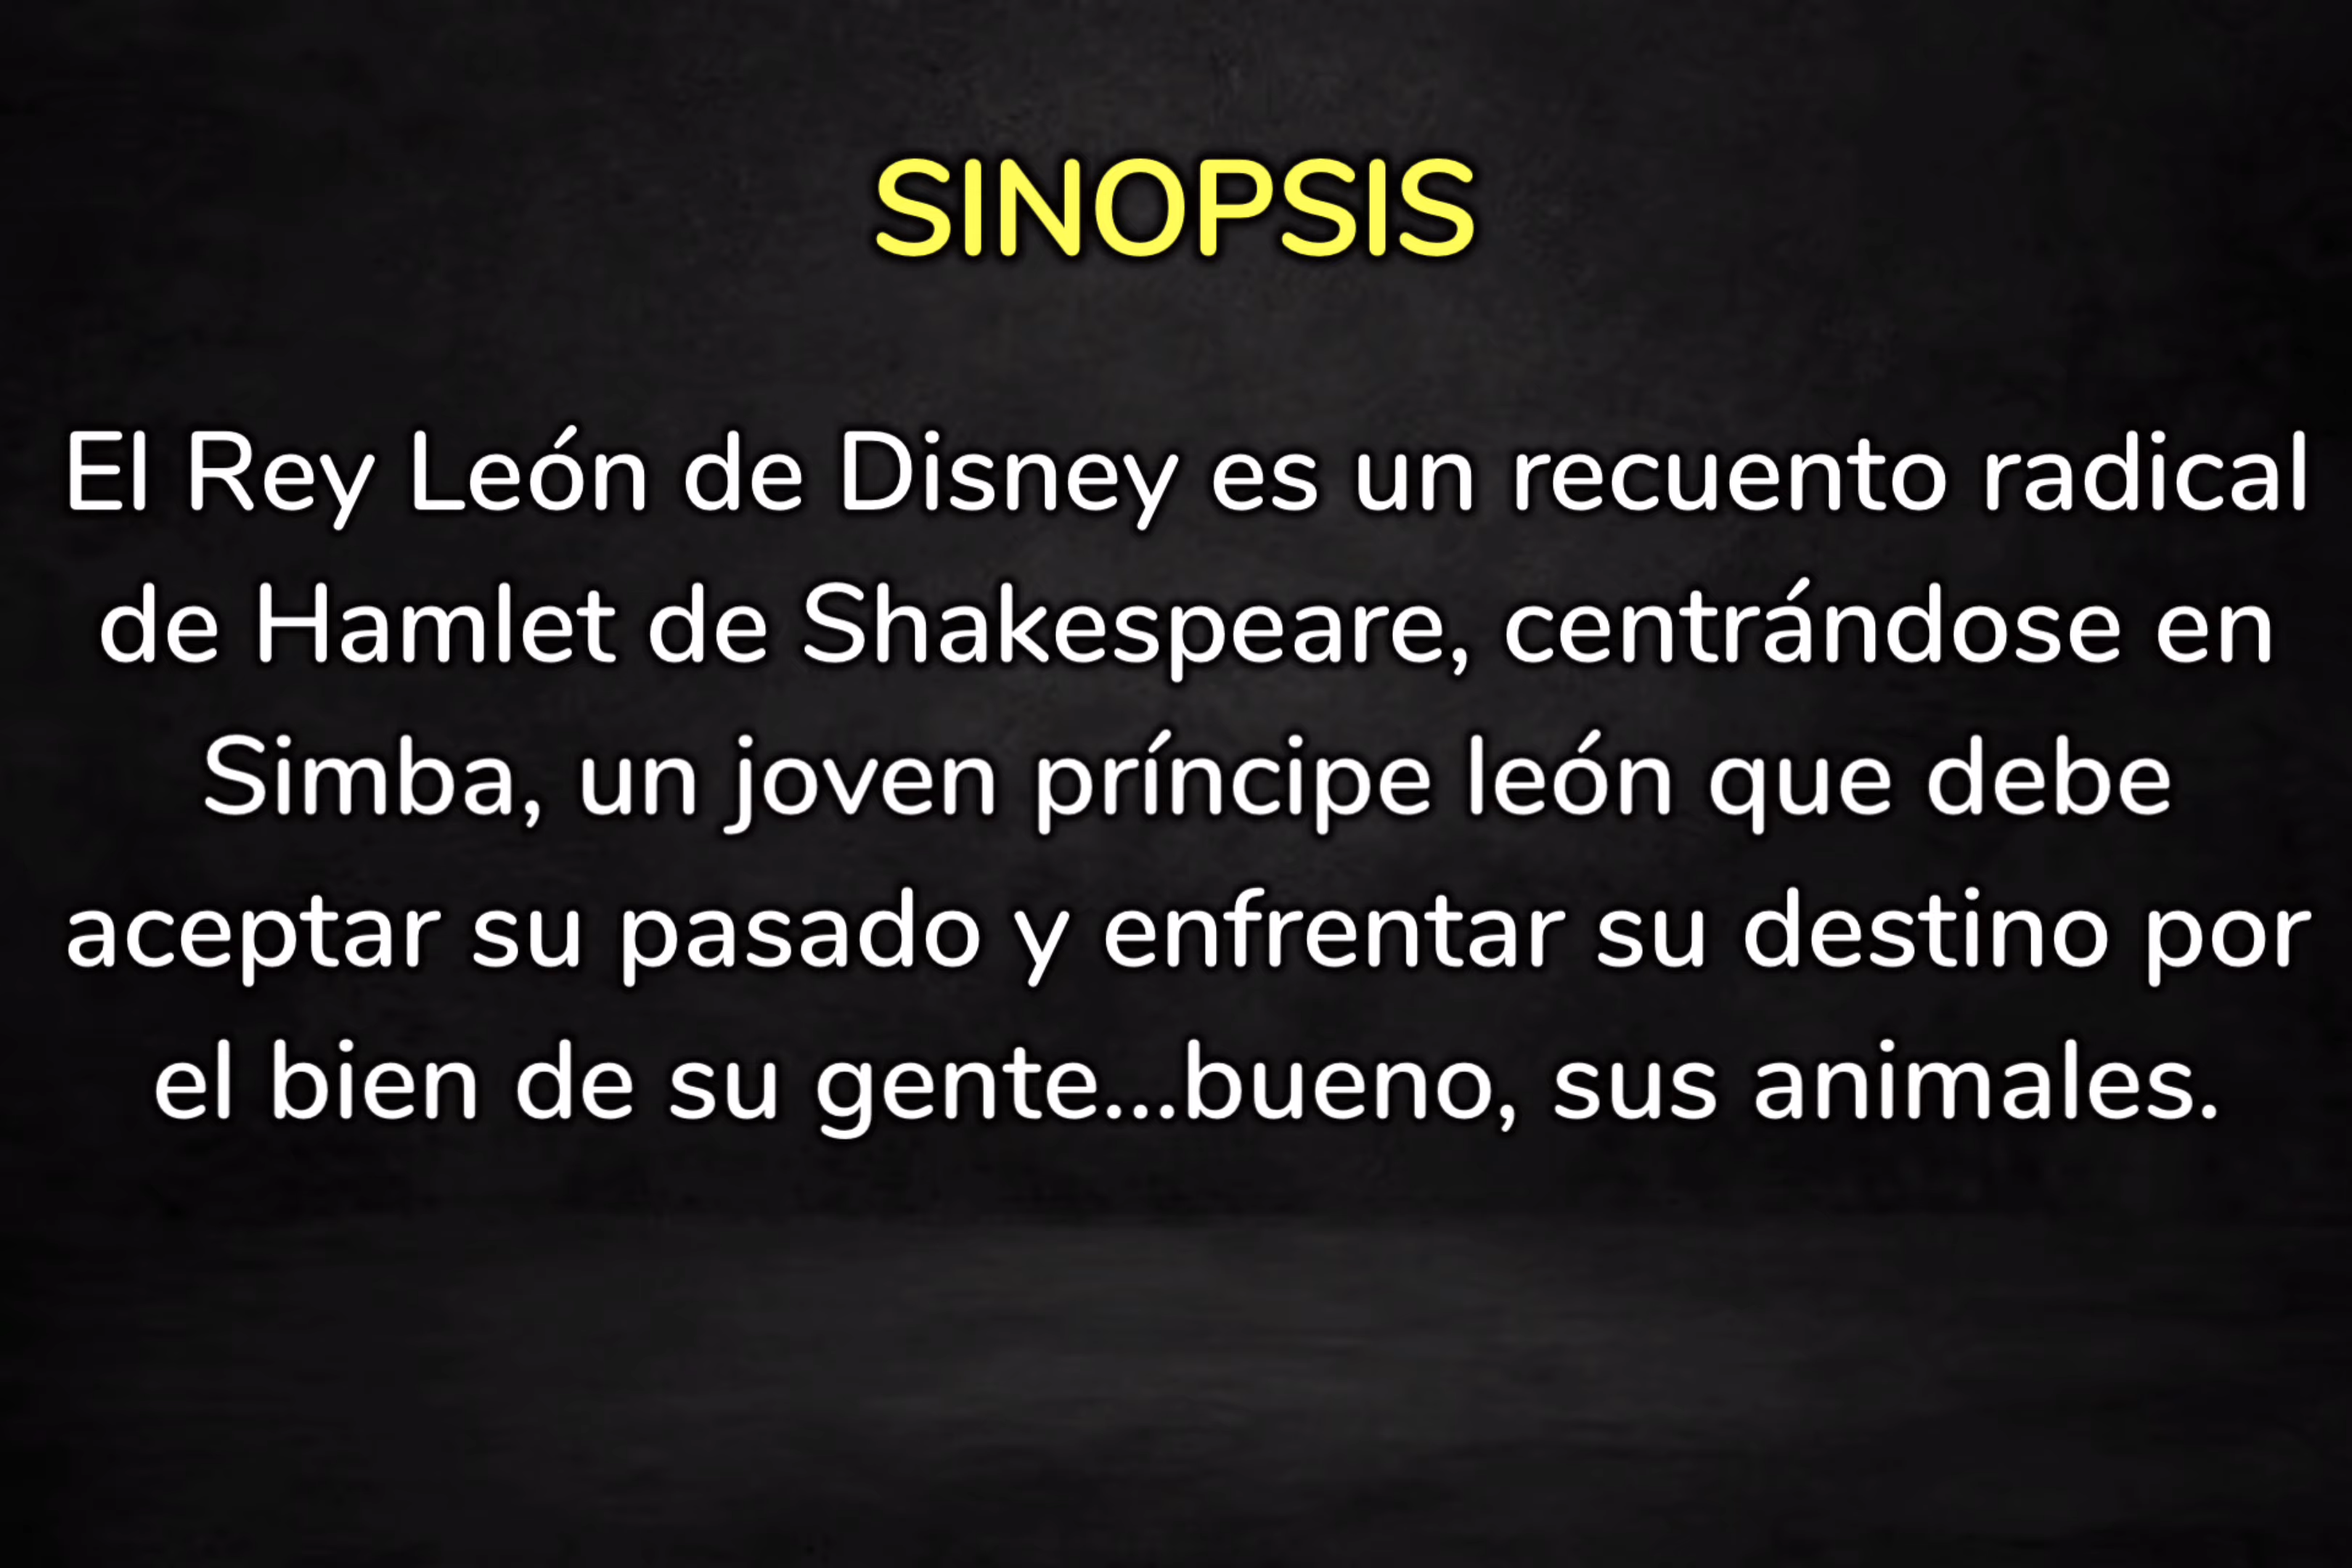 SINOPSIS
El Rey León de Disney es un recuento radical
de Hamlet de Shakespeare, centrándose en
Simba, un joven príncipe león que debe
aceptar su pasado y enfrentar su destino por
el bien de su gente...bueno, sus animales.